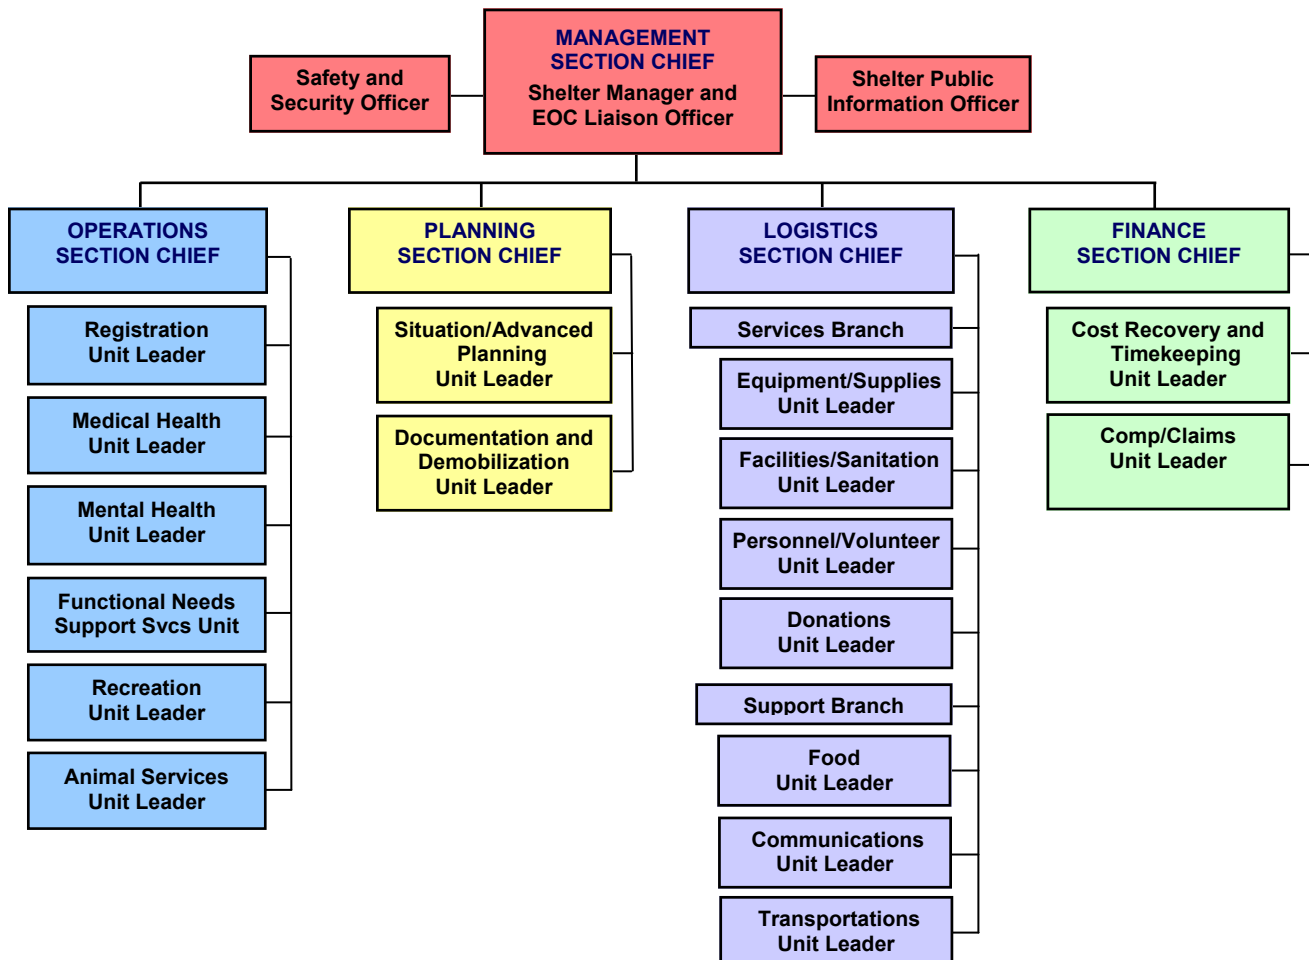 MANAGEMENT
SECTION CHIEF
Shelter Manager and
EOC Liaison Officer
Safety and
Security Officer
Shelter Public
Information Officer
OPERATIONS
SECTION CHIEF
Registration
Unit Leader
Medical Health
Unit Leader
Mental Health
Unit Leader
Functional Needs
Support Svcs Unit
Recreation
Unit Leader
Animal Services
Unit Leader
PLANNING
SECTION CHIEF
Situation/Advanced
Planning
Unit Leader
Documentation and
Demobilization
Unit Leader
LOGISTICS
SECTION CHIEF
Services Branch
Equipment/Supplies
Unit Leader
Facilities/Sanitation
Unit Leader
Personnel/Volunteer
Unit Leader
Donations
Unit Leader
Support Branch
Food
Unit Leader
Communications
Unit Leader
Transportations
Unit Leader
FINANCE
SECTION CHIEF
Cost Recovery and
Timekeeping
Unit Leader
Comp/Claims
Unit Leader